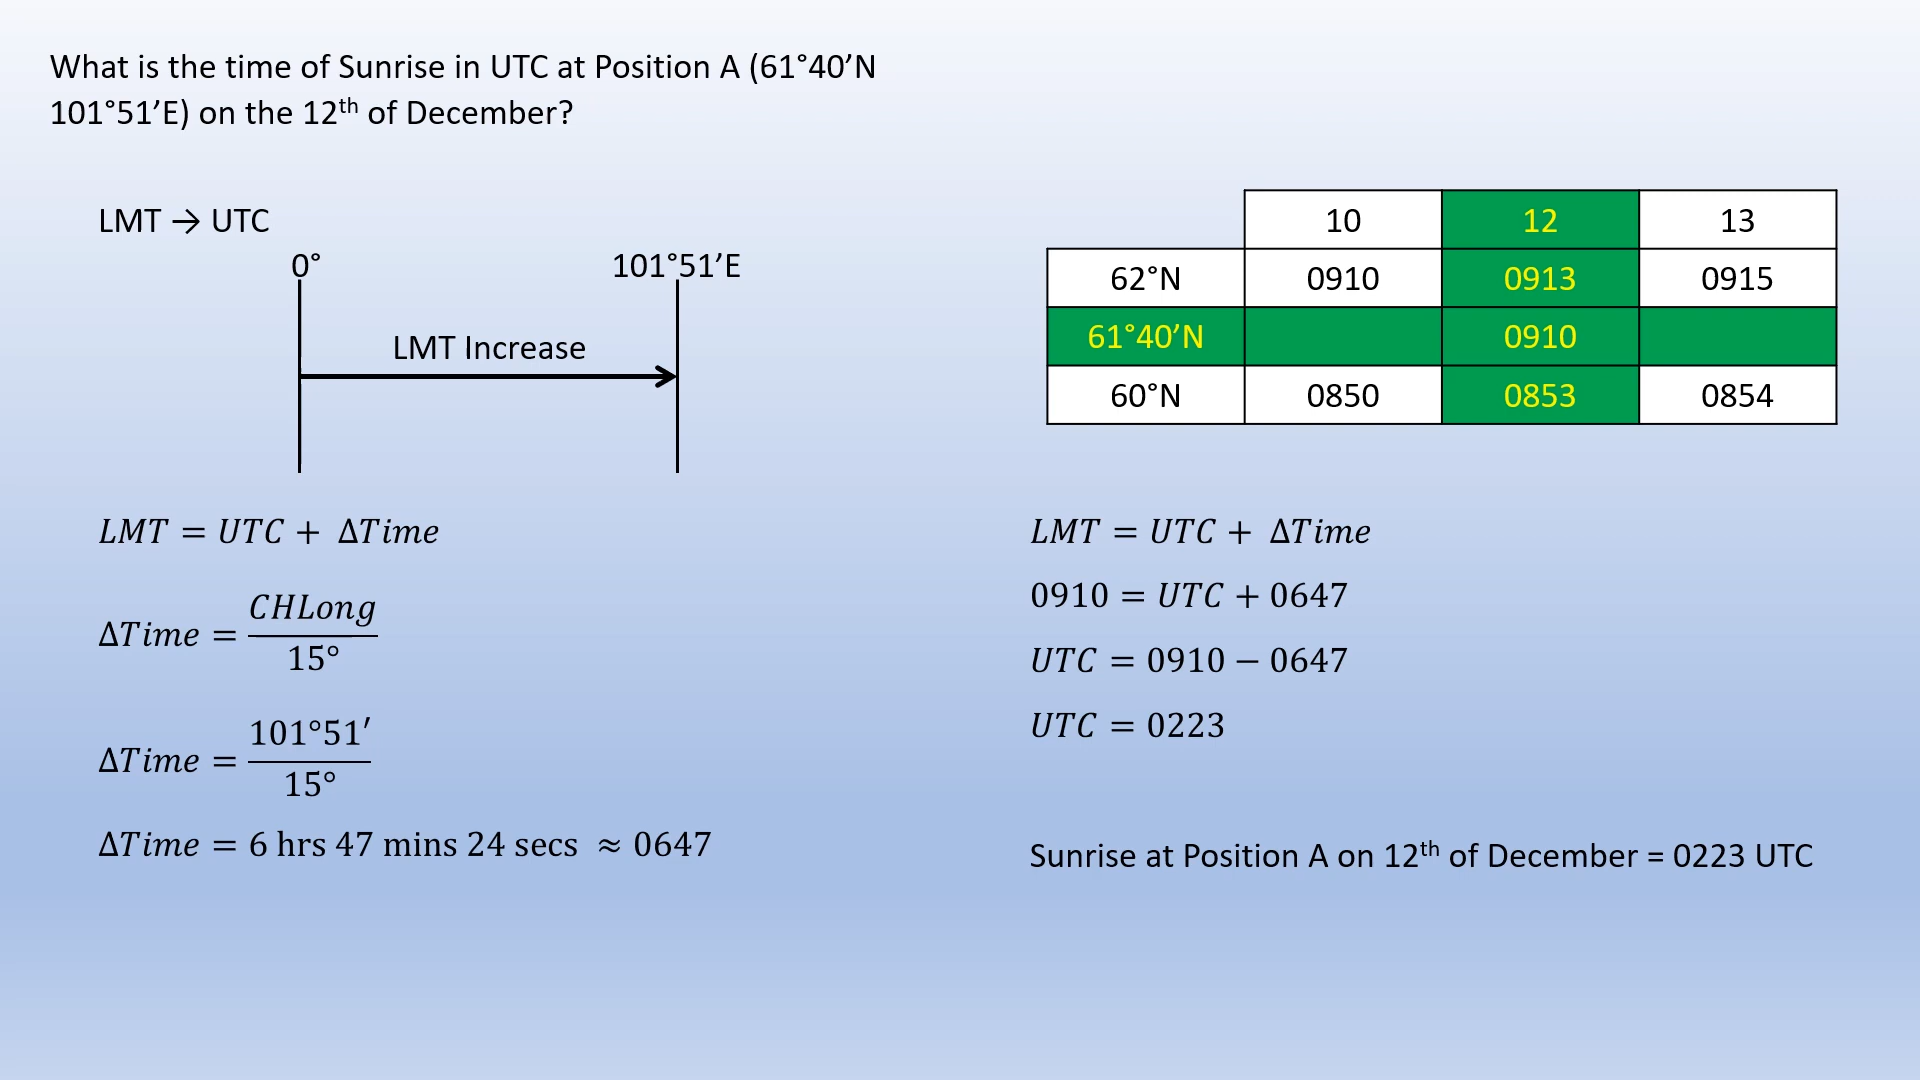 What is the time of Sunrise in UTC at Position A (61°40’N
101°51’E) on the 12th of December?
LMT → UTC
0° 101°51’E
LMT Increase
LMT = UTC + ΔTime
ΔTime = CHLong / 15°
ΔTime = 101°51′ / 15°
ΔTime = 6 hrs 47 mins 24 secs ≈ 0647
10 12 13
62°N 0910 0913 0915
61°40’N 0910
60°N 0850 0853 0854
LMT = UTC + ΔTime
0910 = UTC + 0647
UTC = 0910 − 0647
UTC = 0223
Sunrise at Position A on 12th of December = 0223 UTC